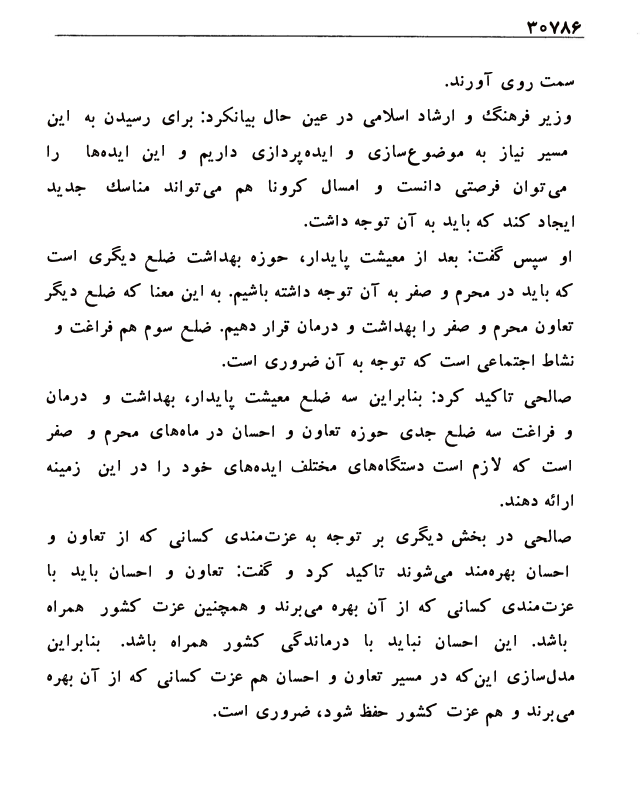 ۳۰۷۸۶
سمت روی آورند.
وزیر فرهنگ و ارشاد اسلامی در عین حال بیانکرد: برای رسیدن به این
مسیر نیاز به موضوع‌سازی و ایده‌پردازی داریم و این ایده‌ها را
می‌توان فرصتی دانست و امسال کرونا هم می‌تواند مناسک جدید
ایجاد کند که باید به آن توجه داشت.
او سپس گفت: بعد از معیشت پایدار، حوزه بهداشت ضلع دیگری است
که باید در محرم و صفر به آن توجه داشته باشیم. به این معنا که ضلع دیگر
تعاون محرم و صفر را بهداشت و درمان قرار دهیم. ضلع سوم هم فراغت و
نشاط اجتماعی است که توجه به آن ضروری است.
صالحی تاکید کرد: بنابراین سه ضلع معیشت پایدار، بهداشت و درمان
و فراغت سه ضلع جدی حوزه تعاون و احسان در ماه‌های محرم و صفر
است که لازم است دستگاه‌های مختلف ایده‌های خود را در این زمینه
ارائه دهند.
صالحی در بخش دیگری بر توجه به عزت‌مندی کسانی که از تعاون و
احسان بهره‌مند می‌شوند تاکید کرد و گفت: تعاون و احسان باید با
عزت‌مندی کسانی که از آن بهره می‌برند و همچنین عزت کشور همراه
باشد. این احسان نباید با درماندگی کشور همراه باشد. بنابراین
مدل‌سازی این‌که در مسیر تعاون و احسان هم عزت کسانی که از آن بهره
می‌برند و هم عزت کشور حفظ شود، ضروری است.